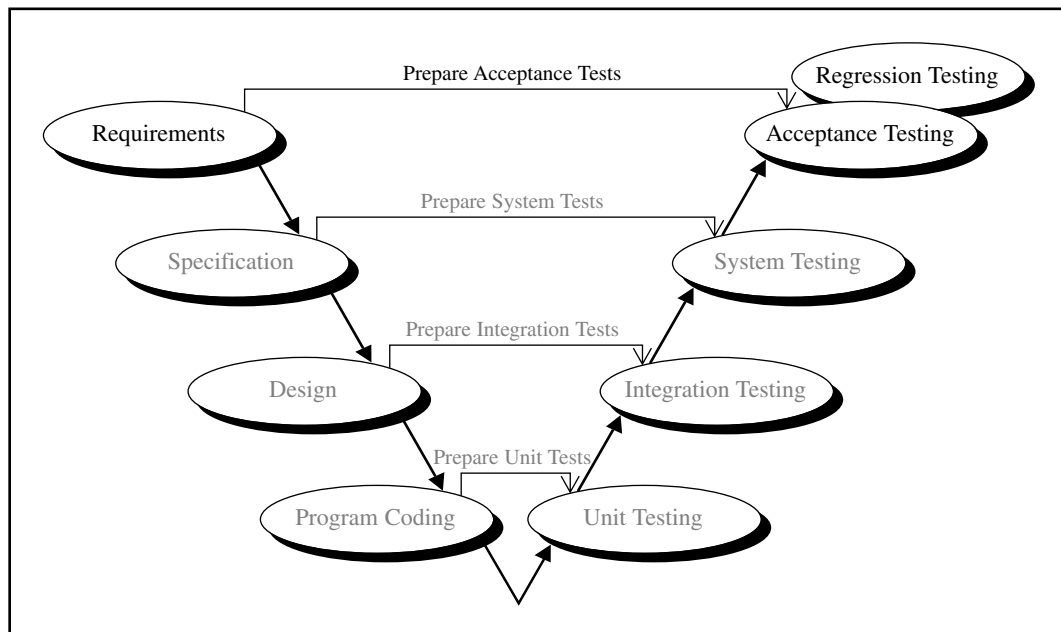 Regression Testing
Prepare Acceptance Tests
Requirements
Acceptance Testing
Prepare System Tests
Specification
System Testing
Prepare Integration Tests
Design
Integration Testing
Prepare Unit Tests
Program Coding
Unit Testing